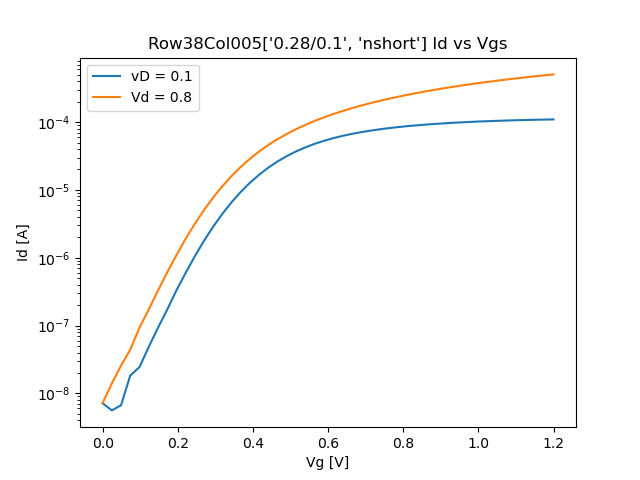 Row38Col005['0.28/0.1', 'nshort'] Id vs Vgs
vD = 0.1
Vd = 0.8
Id [A]
10⁻⁴
10⁻⁵
10⁻⁶
10⁻⁷
10⁻⁸
0.0 0.2 0.4 0.6 0.8 1.0 1.2
Vg [V]